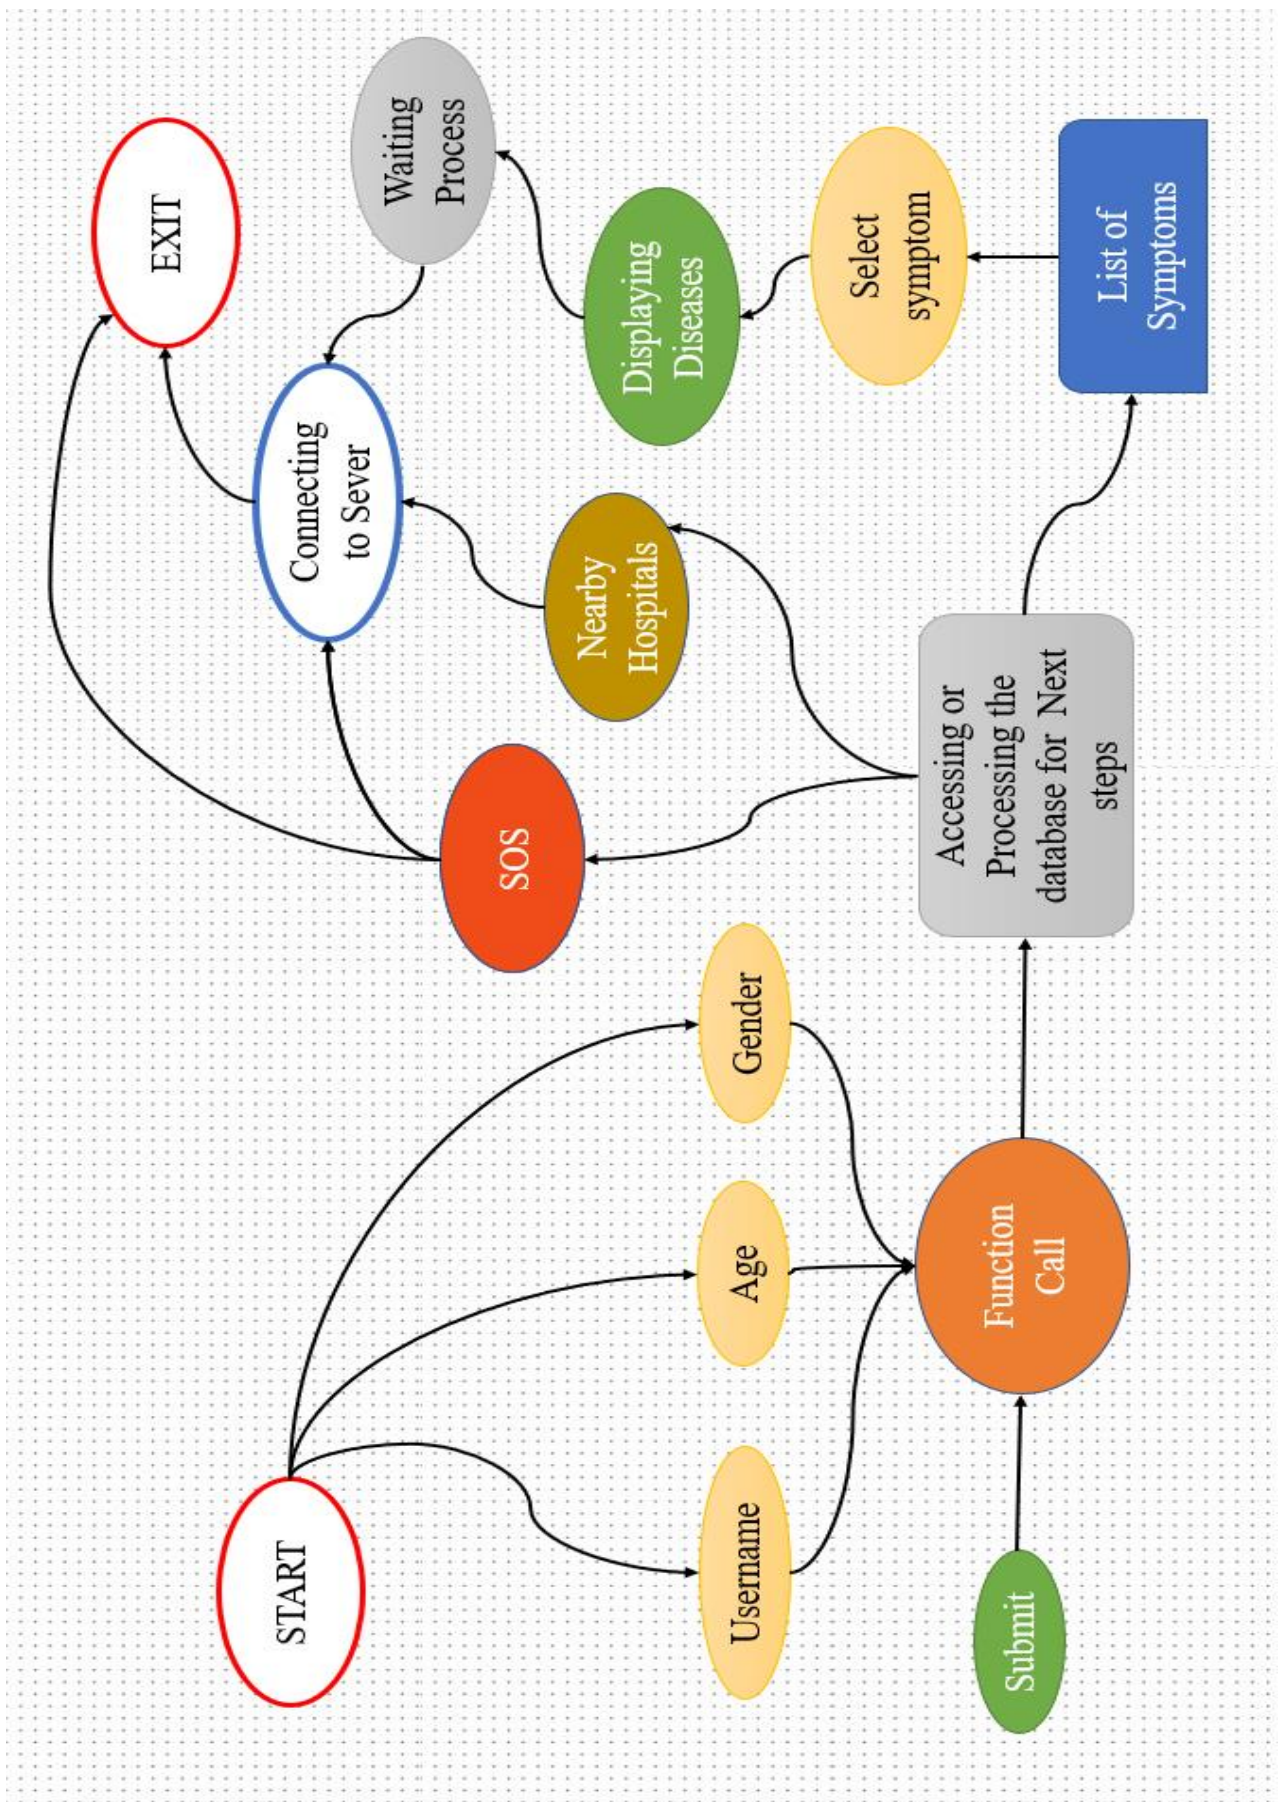 START
Username
Age
Gender
Submit
Function
Call
Accessing or
Processing the
database for Next
steps
SOS
Nearby
Hospitals
Connecting
to Sever
EXIT
List of
Symptoms
Select
symptom
Displaying
Diseases
Waiting
Process